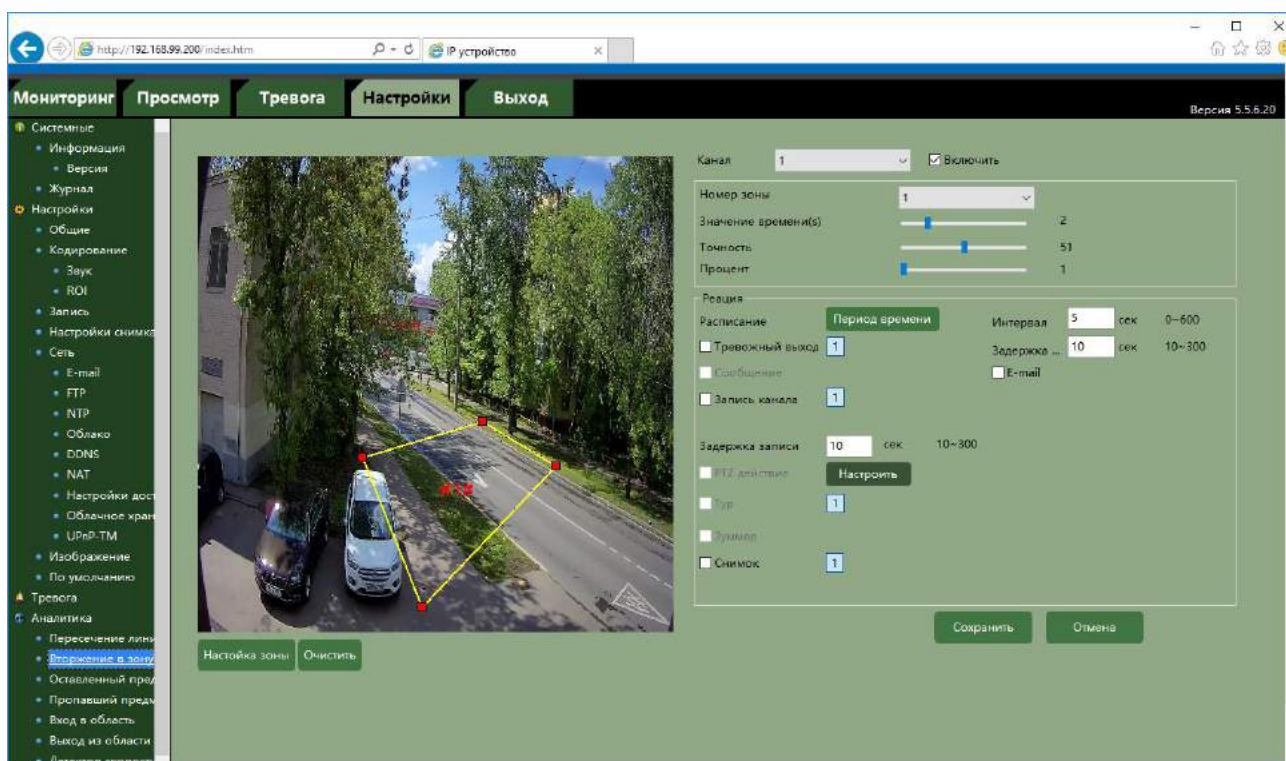 http://192.168.99.200/index.htm
IP устройство
Мониторинг Просмотр Тревога Настройки Выход
Версия 5.5.6.20
Системные
Информация
Версия
Журнал
Настройки
Общие
Кодирование
Звук
ROI
Запись
Настройки снимка
Сеть
E-mail
FTP
NTP
Облако
DDNS
NAT
Настройки дост
Облачное хран
UPnP-TM
Изображение
По умолчанию
Тревога
Аналитика
Пересечение лини
Вторжение в зону
Оставленный пред
Пропавший предм
Вход в область
Выход из области
Настойка зоны Очистить
Канал 1 Включить
Номер зоны 1
Значение времени(s) 2
Точность 51
Процент 1
Реация
Расписание Период времени Интервал 5 сек 0~600
Тревожный выход 1 Задержка ... 10 сек 10~300
Сообщение E-mail
Запись канала 1
Задержка записи 10 сек 10~300
PTZ действие Настроить
Тур 1
Зуммер
Снимок 1
Сохранить Отмена